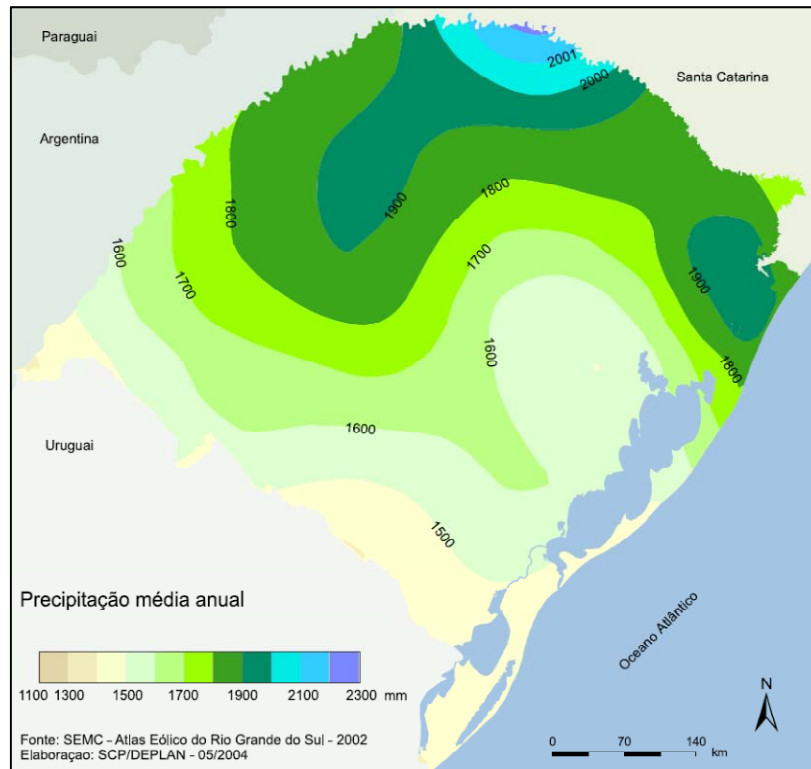 Paraguai
2001
2000
Santa Catarina
Argentina
1800
1800
1900
1600
1700
1700
1900
1600
1800
1600
Uruguai
1500
Precipitação média anual
1100 1300 1500 1700 1900 2100 2300 mm
Oceano Atlântico
N
Fonte: SEMC - Atlas Eólico do Rio Grande do Sul - 2002
Elaboraçao: SCP/DEPLAN - 05/2004
0 70 140
km